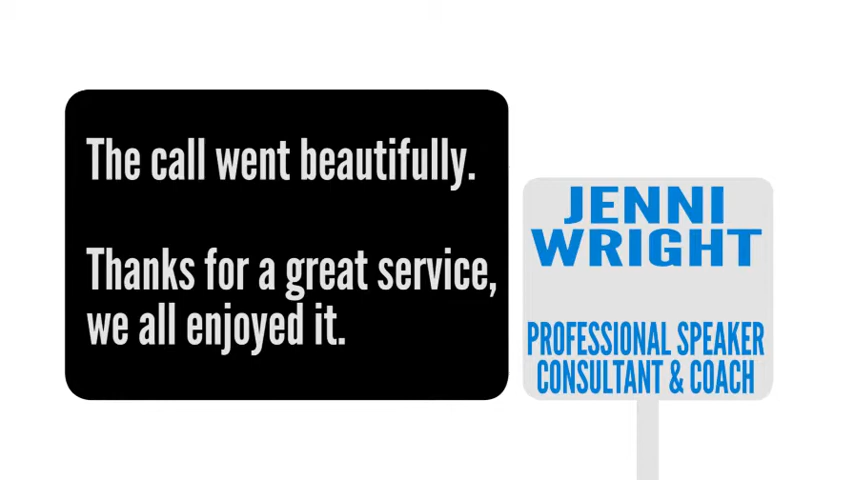 The call went beautifully.
Thanks for a great service,
we all enjoyed it.
JENNI
WRIGHT
PROFESSIONAL SPEAKER
CONSULTANT & COACH